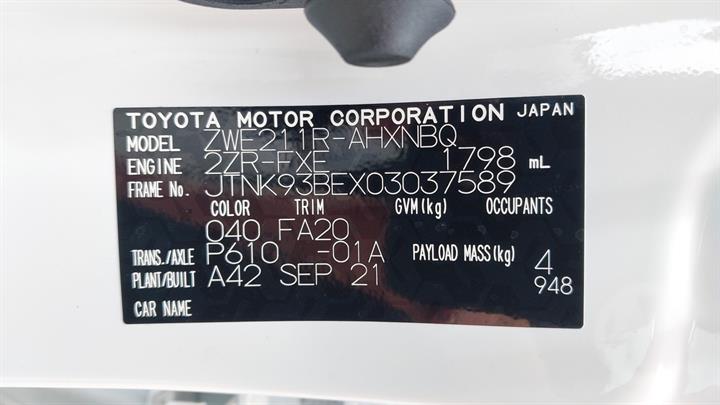 TOYOTA MOTOR CORPORATION JAPAN
MODEL ZWE211R-AHXNBQ
ENGINE 2ZR-FXE 1798 mL
FRAME No. JTNK93BEX03037589
COLOR TRIM GVM(kg) OCCUPANTS
040 FA20
TRANS./AXLE P610 -01A PAYLOAD MASS(kg) 4
PLANT/BUILT A42 SEP 21 948
CAR NAME